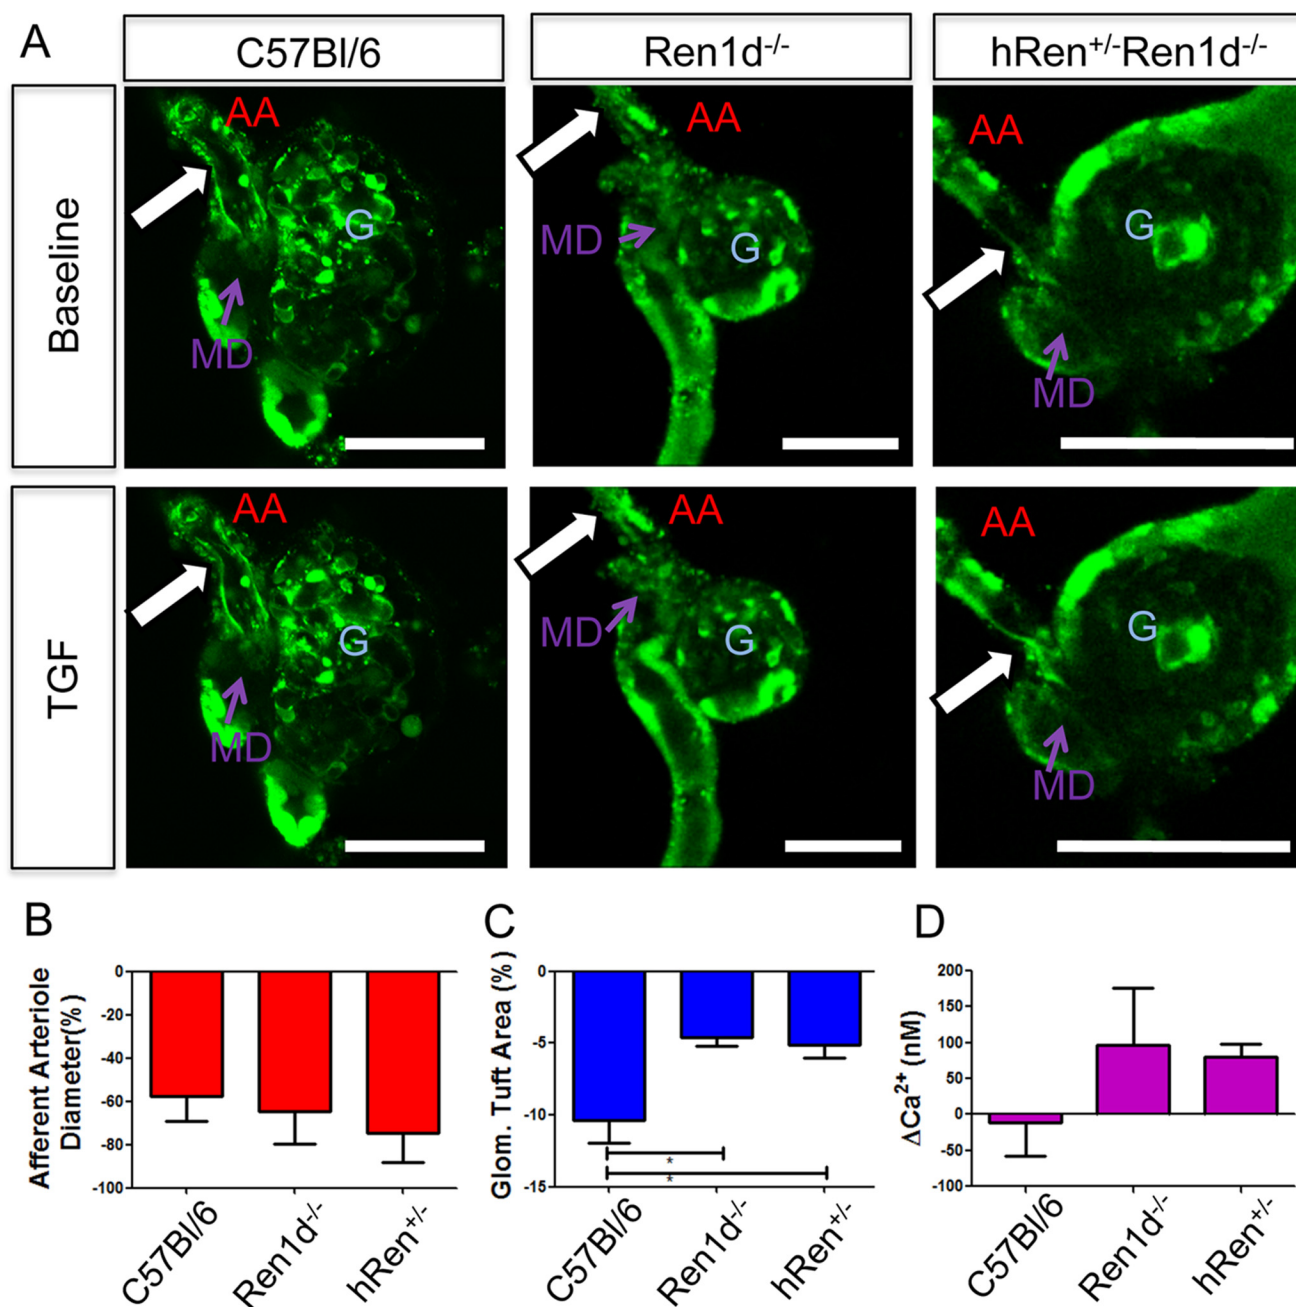 A
C57Bl/6
Ren1d-/-
hRen+/-Ren1d-/-
Baseline
AA
G
MD
AA
MD
G
AA
G
MD
TGF
AA
G
MD
AA
MD
G
AA
G
MD
B
Afferent Arteriole
Diameter(%)
0
-20
-40
-60
-80
-100
C57Bl/6
Ren1d-/-
hRen+/-
C
Glom. Tuft Area (%)
0
-5
-10
-15
*
*
C57Bl/6
Ren1d-/-
hRen+/-
D
ΔCa2+ (nM)
200
150
100
50
0
-50
-100
C57Bl/6
Ren1d-/-
hRen+/-